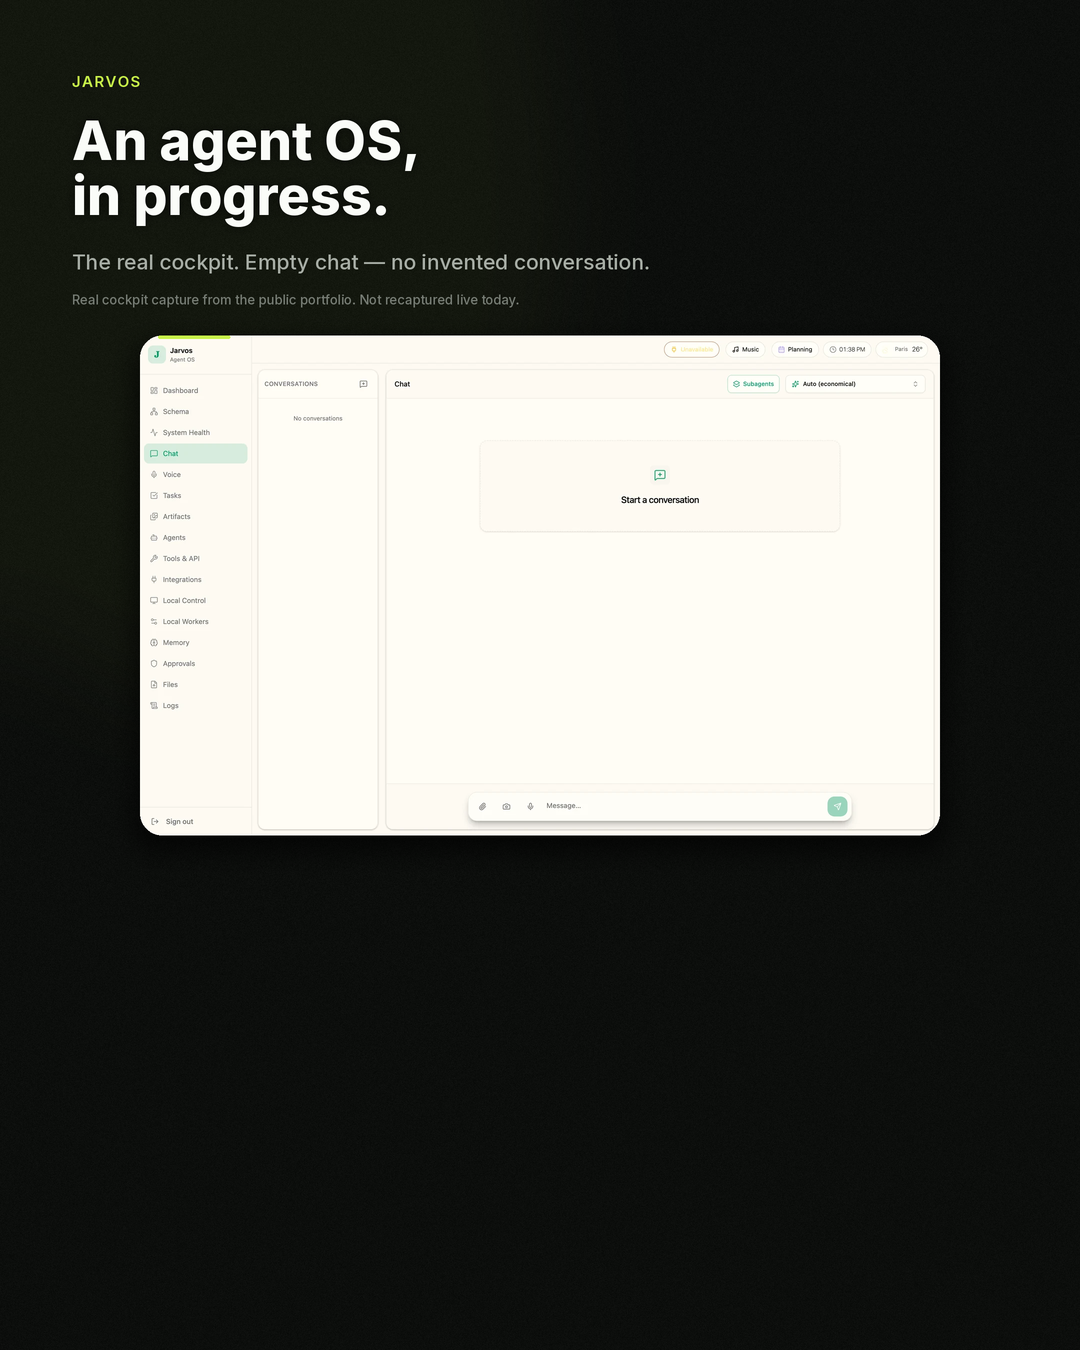 JARVOS
An agent OS,
in progress.
The real cockpit. Empty chat — no invented conversation.
Real cockpit capture from the public portfolio. Not recaptured live today.
J
Jarvos
Agent OS
Music
Planning
01:38 PM
Paris 26°
Dashboard
Schema
System Health
Chat
Voice
Tasks
Artifacts
Agents
Tools & API
Integrations
Local Control
Local Workers
Memory
Approvals
Files
Logs
Sign out
CONVERSATIONS
No conversations
Chat
Subagents
Auto (economical)
Start a conversation
Message...